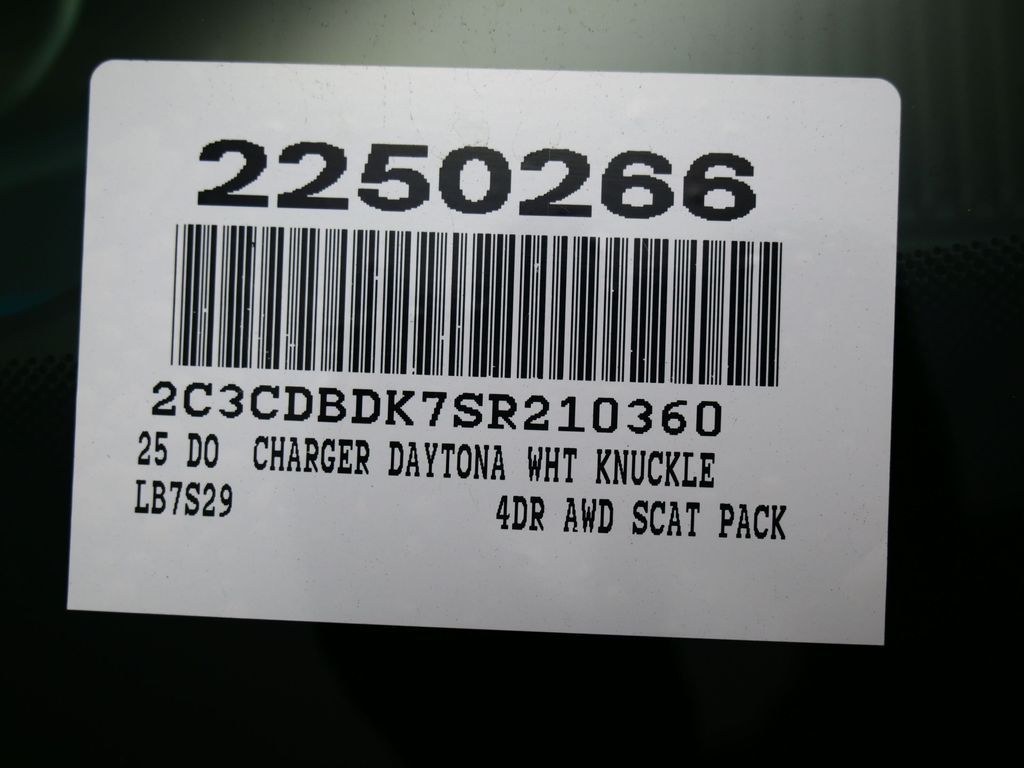 2250266
2C3CDBDK7SR210360
25 DO CHARGER DAYTONA WHT KNUCKLE
LB7S29 4DR AWD SCAT PACK